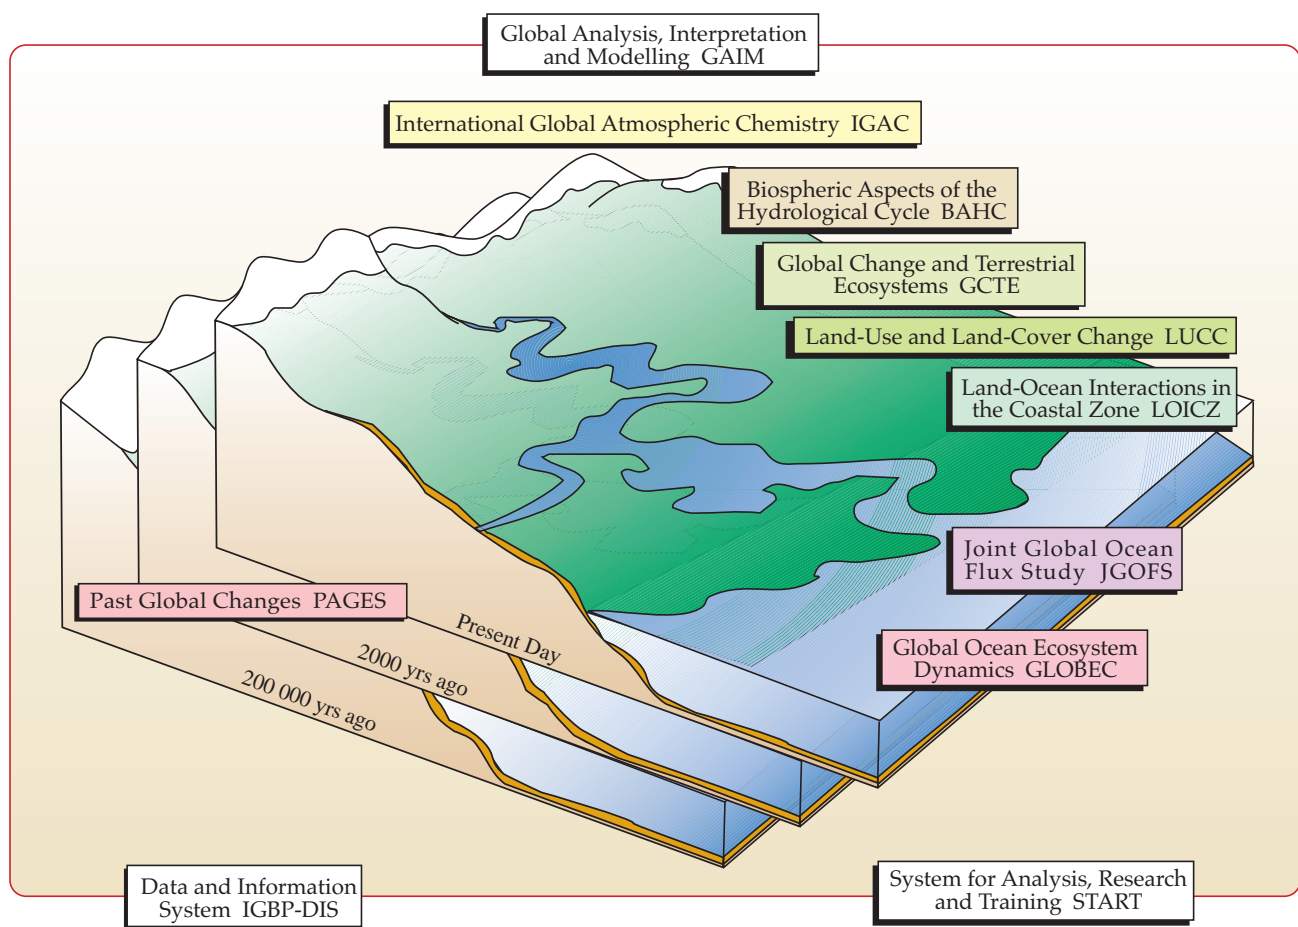 Global Analysis, Interpretation
and Modelling GAIM
International Global Atmospheric Chemistry IGAC
Biospheric Aspects of the
Hydrological Cycle BAHC
Global Change and Terrestrial
Ecosystems GCTE
Land-Use and Land-Cover Change LUCC
Land-Ocean Interactions in
the Coastal Zone LOICZ
Joint Global Ocean
Flux Study JGOFS
Past Global Changes PAGES
Present Day
2000 yrs ago
200 000 yrs ago
Global Ocean Ecosystem
Dynamics GLOBEC
Data and Information
System IGBP-DIS
System for Analysis, Research
and Training START